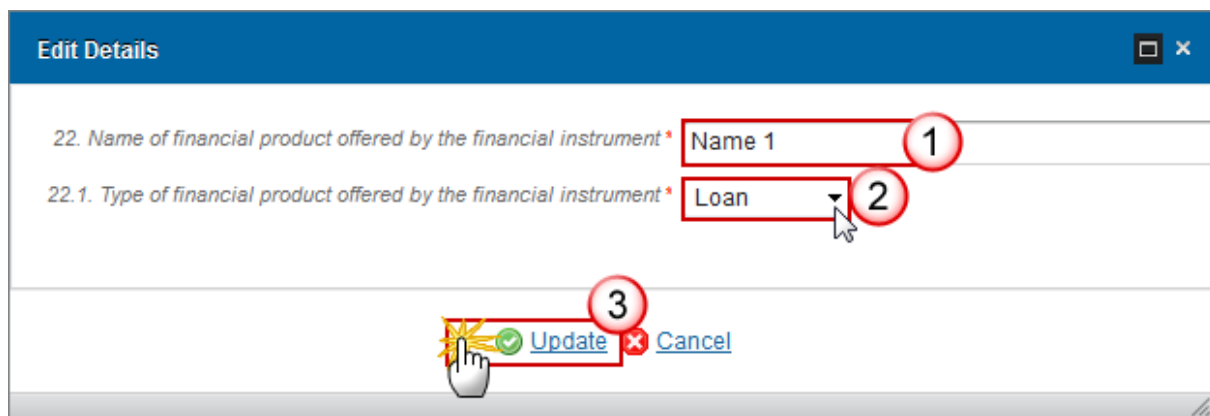 Edit Details
22. Name of financial product offered by the financial instrument * Name 1 1
22.1. Type of financial product offered by the financial instrument * Loan 2
3
Update Cancel